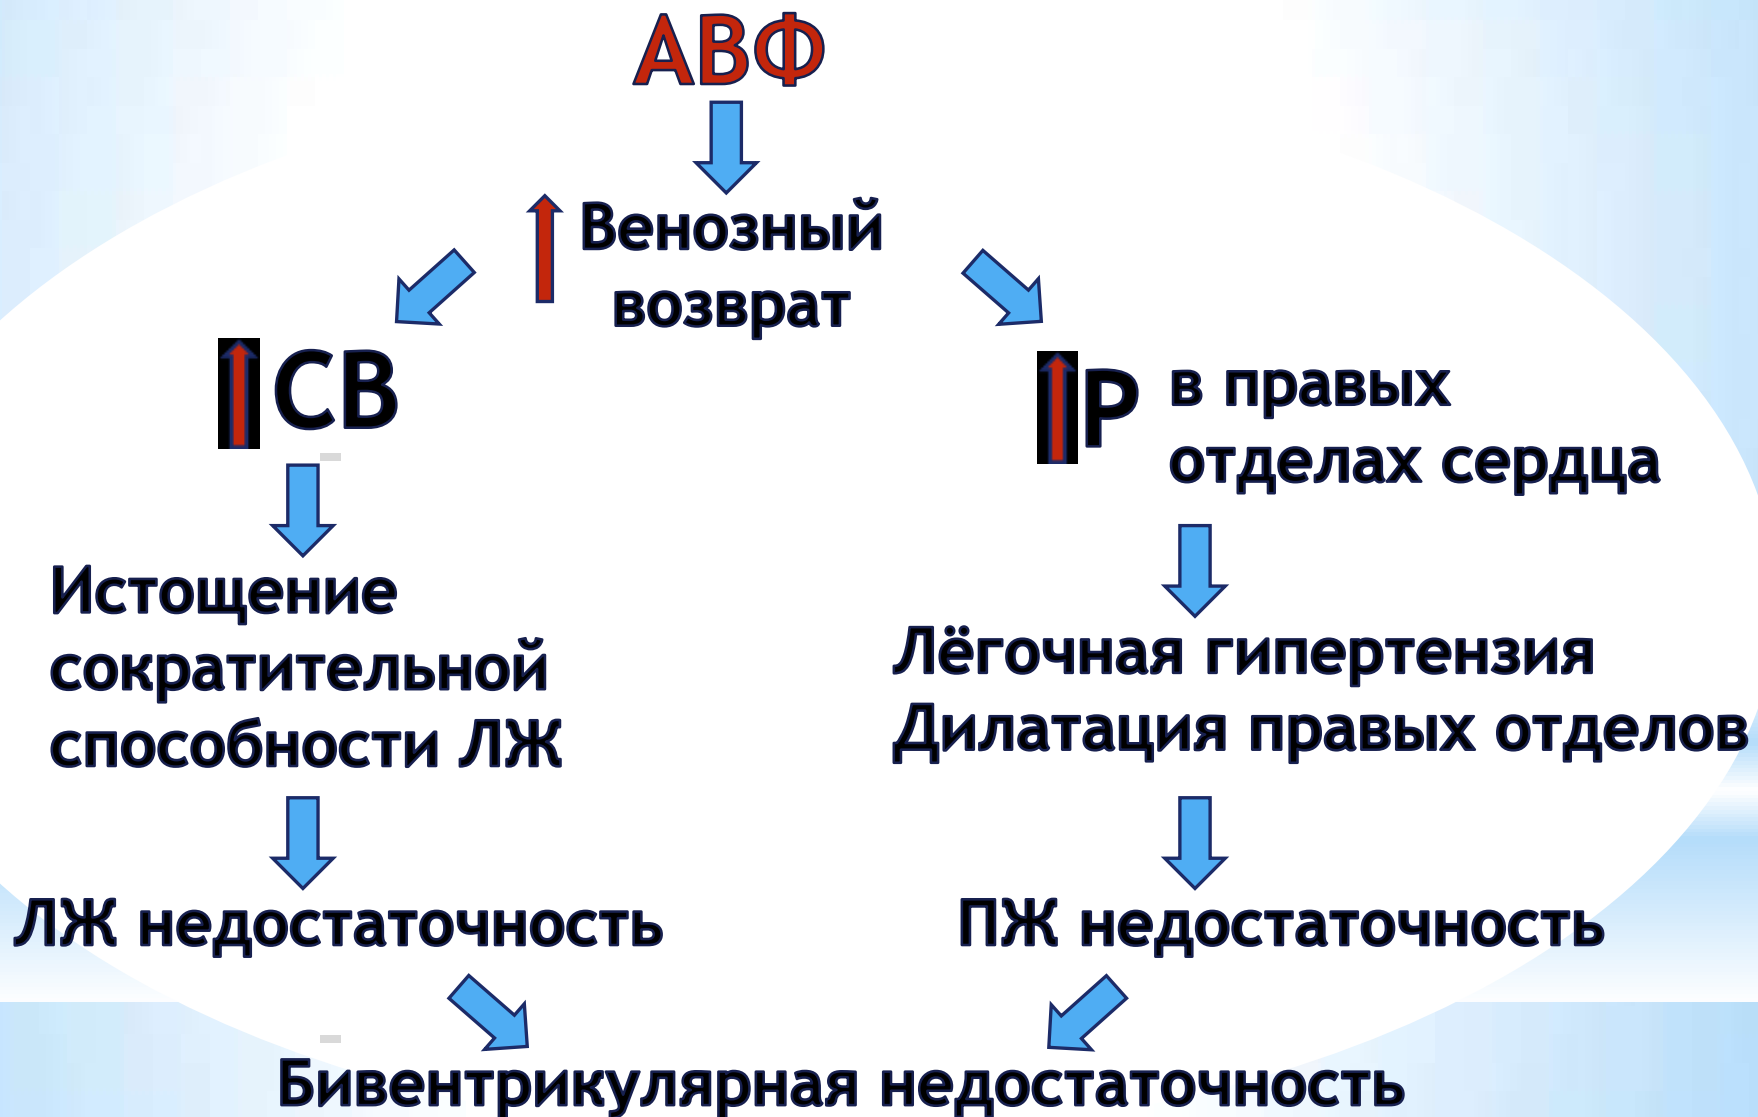 АВФ
Венозный
возврат
СВ
Р
в правых
отделах сердца
Истощение
сократительной
способности ЛЖ
Лёгочная гипертензия
Дилатация правых отделов
ЛЖ недостаточность
ПЖ недостаточность
Бивентрикулярная недостаточность